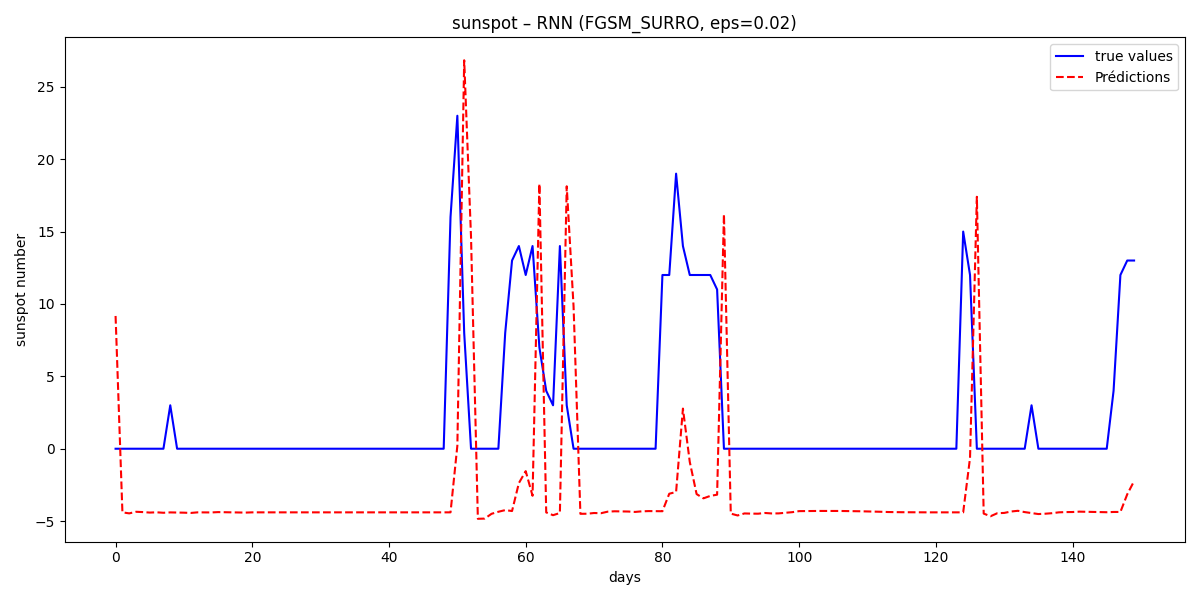 sunspot – RNN (FGSM_SURRO, eps=0.02)
true values
Prédictions
sunspot number
25
20
15
10
5
0
−5
0 20 40 60 80 100 120 140
days